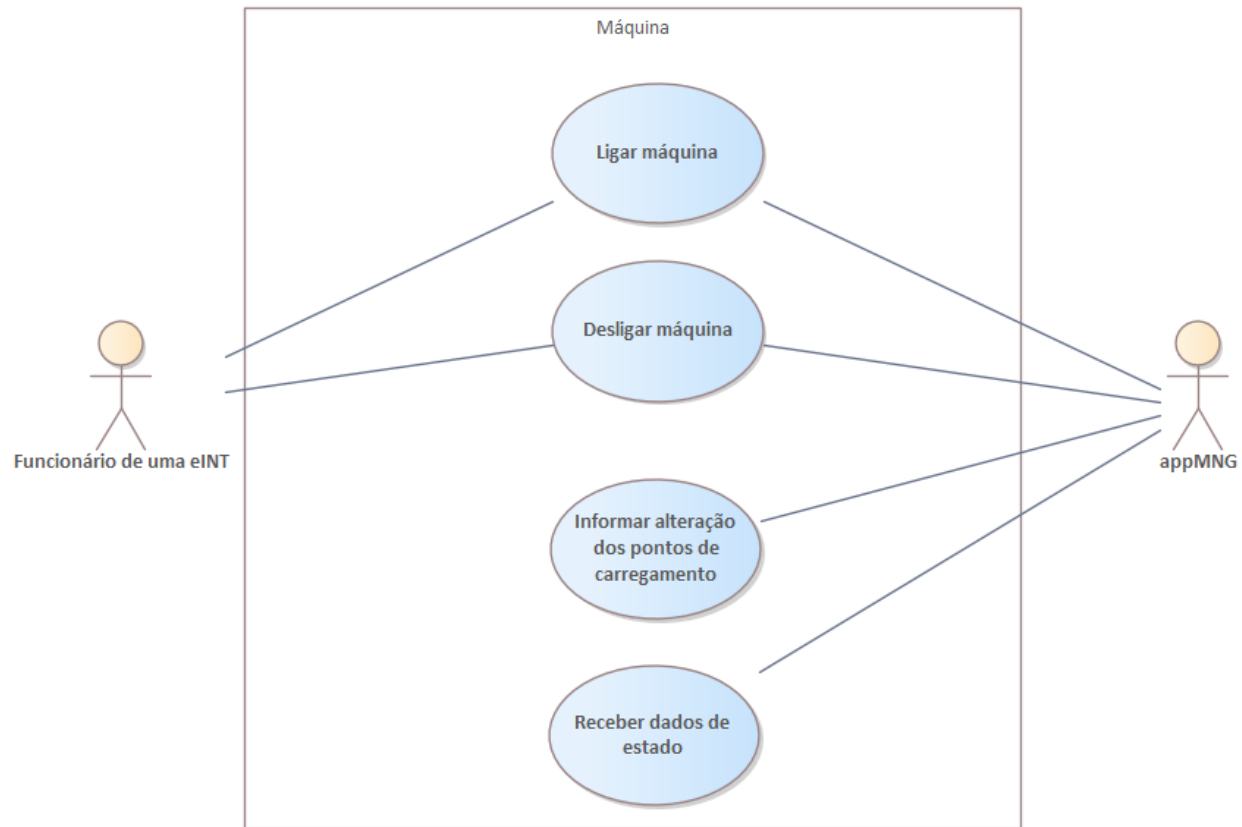 Máquina
Ligar máquina
Desligar máquina
Funcionário de uma eINT
appMNG
Informar alteração
dos pontos de
carregamento
Receber dados de
estado